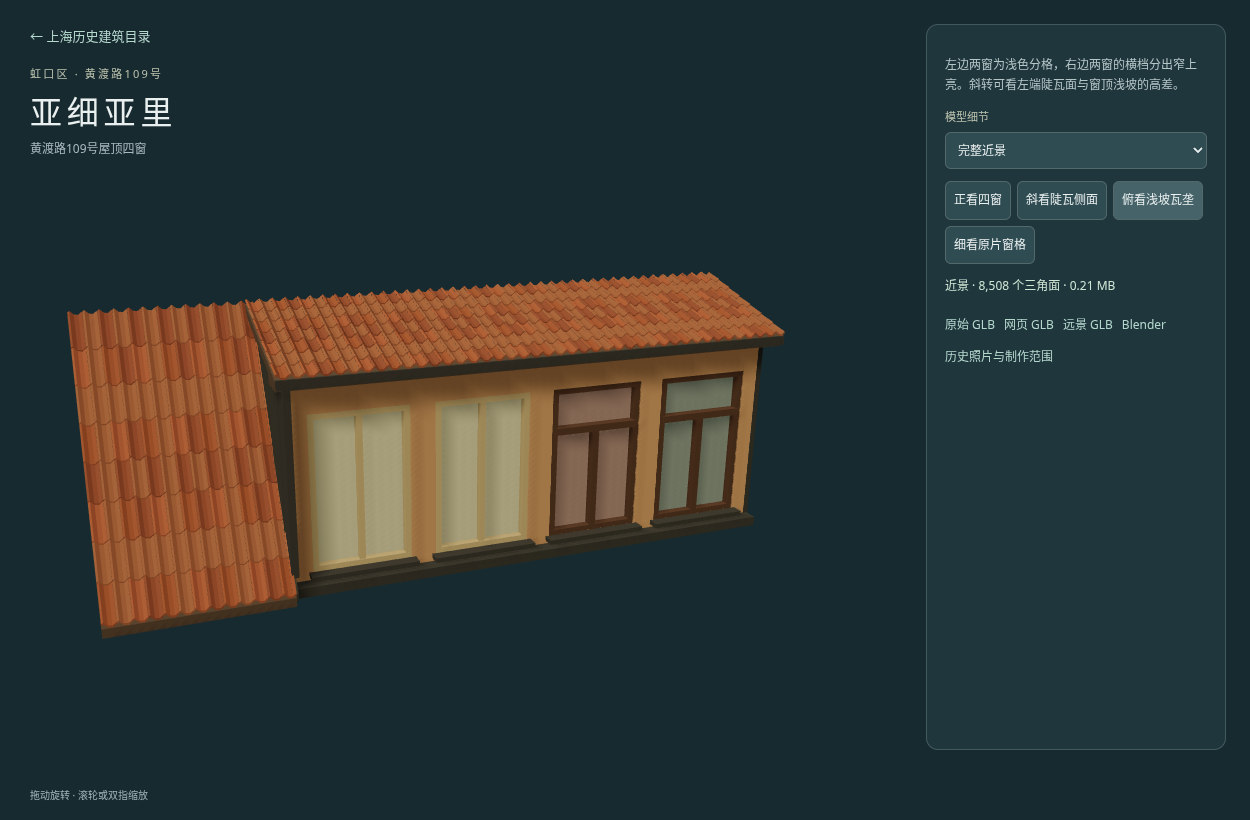 ← 上海历史建筑目录
虹口区 · 黄渡路109号
亚细亚里
黄渡路109号屋顶四窗
左边两窗为浅色分格，右边两窗的横档分出窄上
亮。斜转可看左端陡瓦面与窗顶浅坡的高差。
模型细节
完整近景
正看四窗
斜看陡瓦侧面
俯看浅坡瓦垄
细看原片窗格
近景 · 8,508 个三角面 · 0.21 MB
原始 GLB 网页 GLB 远景 GLB Blender
历史照片与制作范围
拖动旋转 · 滚轮或双指缩放